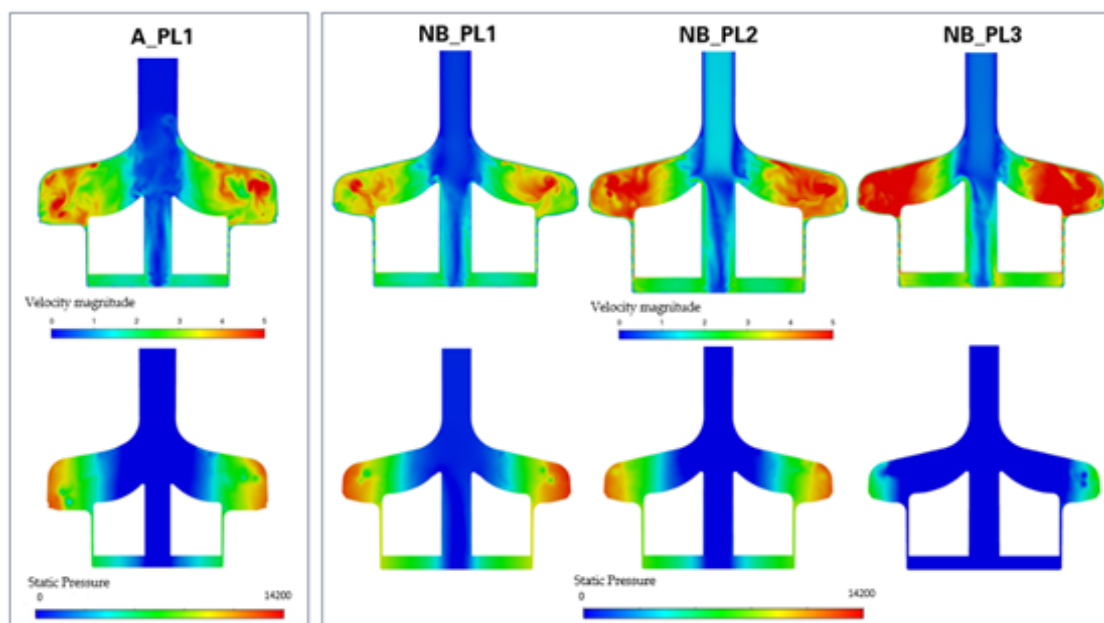 A_PL1
NB_PL1 NB_PL2 NB_PL3
Velocity magnitude
0 1 2 3 4 5
Velocity magnitude
0 1 2 3 4 5
Static Pressure
0 14200
Static Pressure
0 14200